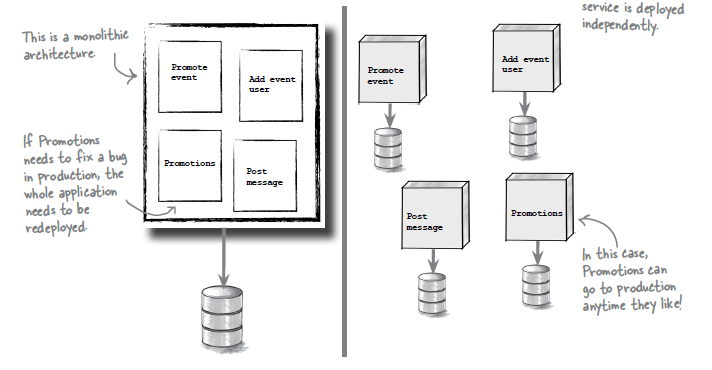 This is a monolithic
architecture.
Promote
event
Add event
user
Promotions
Post
message
If Promotions
needs to fix a bug
in production, the
whole application
needs to be
redeployed.
service is deployed
independently.
Promote
event
Add event
user
Post
message
Promotions
In this case,
Promotions can
go to production
anytime they like!